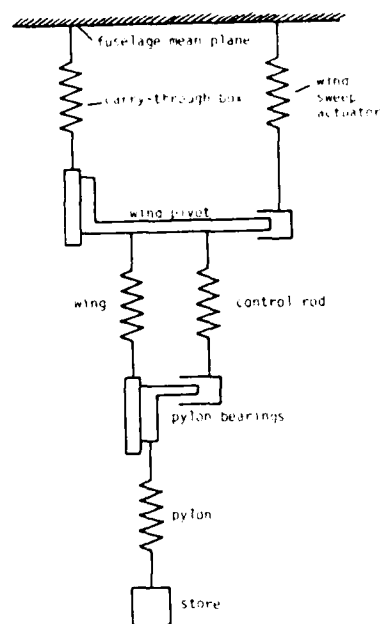 fuselage mean plane
carry-through box
wing
sweep
actuator
wing pivot
wing
control rod
pylon bearings
pylon
store